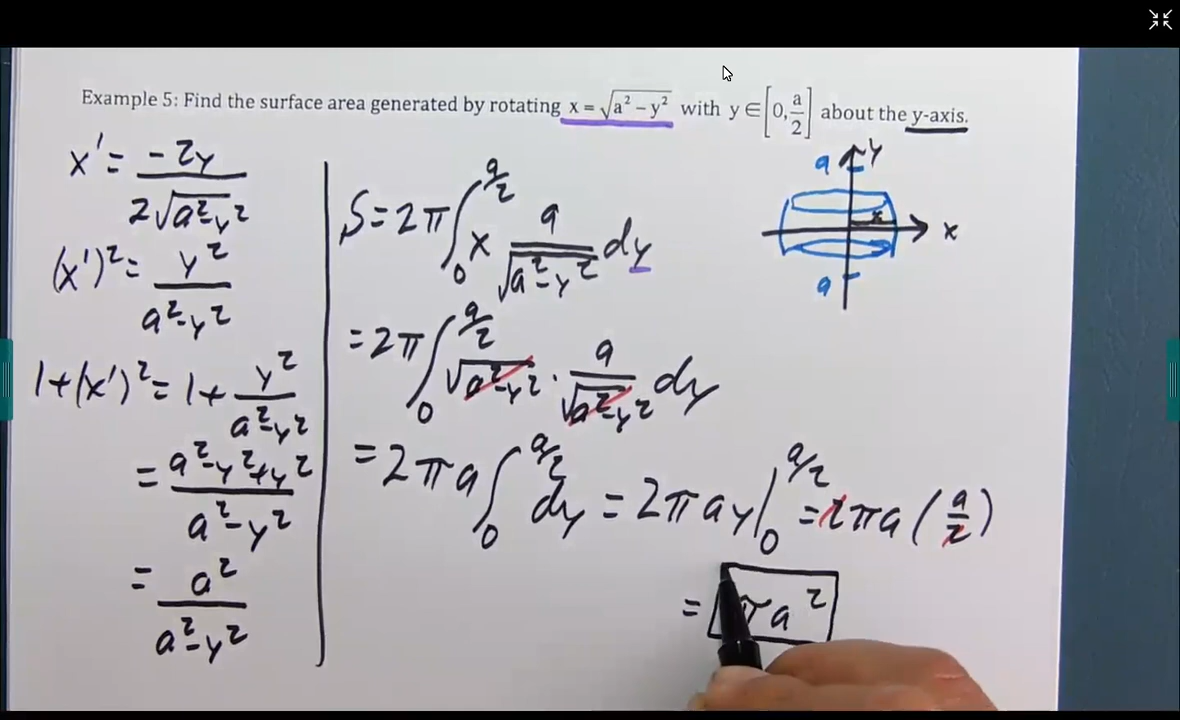 Example 5: Find the surface area generated by rotating x = √(a² − y²) with y ∈ [0, a/2] about the y-axis.
x' = −2y / 2√(a²−y²)
(x')² = y² / a²−y²
1+(x')² = 1 + y² / a²−y²
= a²−y²+y² / a²−y²
= a² / a²−y²
S = 2π ∫₀^(a/2) x a / √(a²−y²) dy
= 2π ∫₀^(a/2) √(a²−y²) · a / √(a²−y²) dy
= 2πa ∫₀^(a/2) dy = 2πay |₀^(a/2) = 2πa (a/2)
= πa²
a y
x
x
a